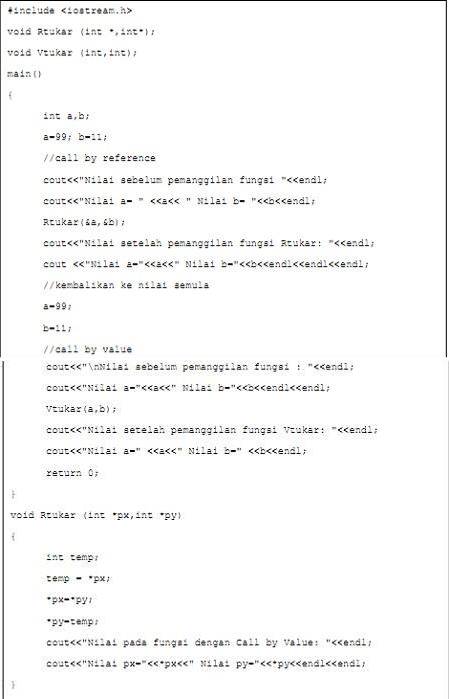 #include <iostream.h>
void Rtukar (int *,int*);
void Vtukar (int,int);
main()
{
int a,b;
a=99; b=11;
//call by reference
cout<<"Nilai sebelum pemanggilan fungsi "<<endl;
cout<<"Nilai a= " <<a<< " Nilai b= "<<b<<endl;
Rtukar(&a,&b);
cout<<"Nilai setelah pemanggilan fungsi Rtukar: "<<endl;
cout <<"Nilai a="<<a<<" Nilai b="<<b<<endl<<endl<<endl;
//kembalikan ke nilai semula
a=99;
b=11;
//call by value
cout<<"\nNilai sebelum pemanggilan fungsi : "<<endl;
cout<<"Nilai a="<<a<<" Nilai b="<<b<<endl<<endl;
Vtukar(a,b);
cout<<"Nilai setelah pemanggilan fungsi Vtukar: "<<endl;
cout<<"Nilai a=" <<a<<" Nilai b=" <<b<<endl;
return 0;
}
void Rtukar (int *px,int *py)
{
int temp;
temp = *px;
*px=*py;
*py=temp;
cout<<"Nilai pada fungsi dengan Call by Value: "<<endl;
cout<<"Nilai px="<<*px<<" Nilai py="<<*py<<endl<<endl;
}